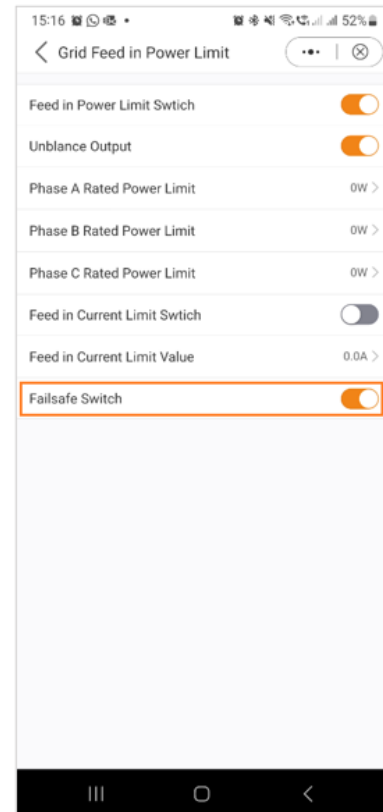 15:16 52%
Grid Feed in Power Limit
Feed in Power Limit Swtich
Unblance Output
Phase A Rated Power Limit 0W
Phase B Rated Power Limit 0W
Phase C Rated Power Limit 0W
Feed in Current Limit Swtich
Feed in Current Limit Value 0.0A
Failsafe Switch